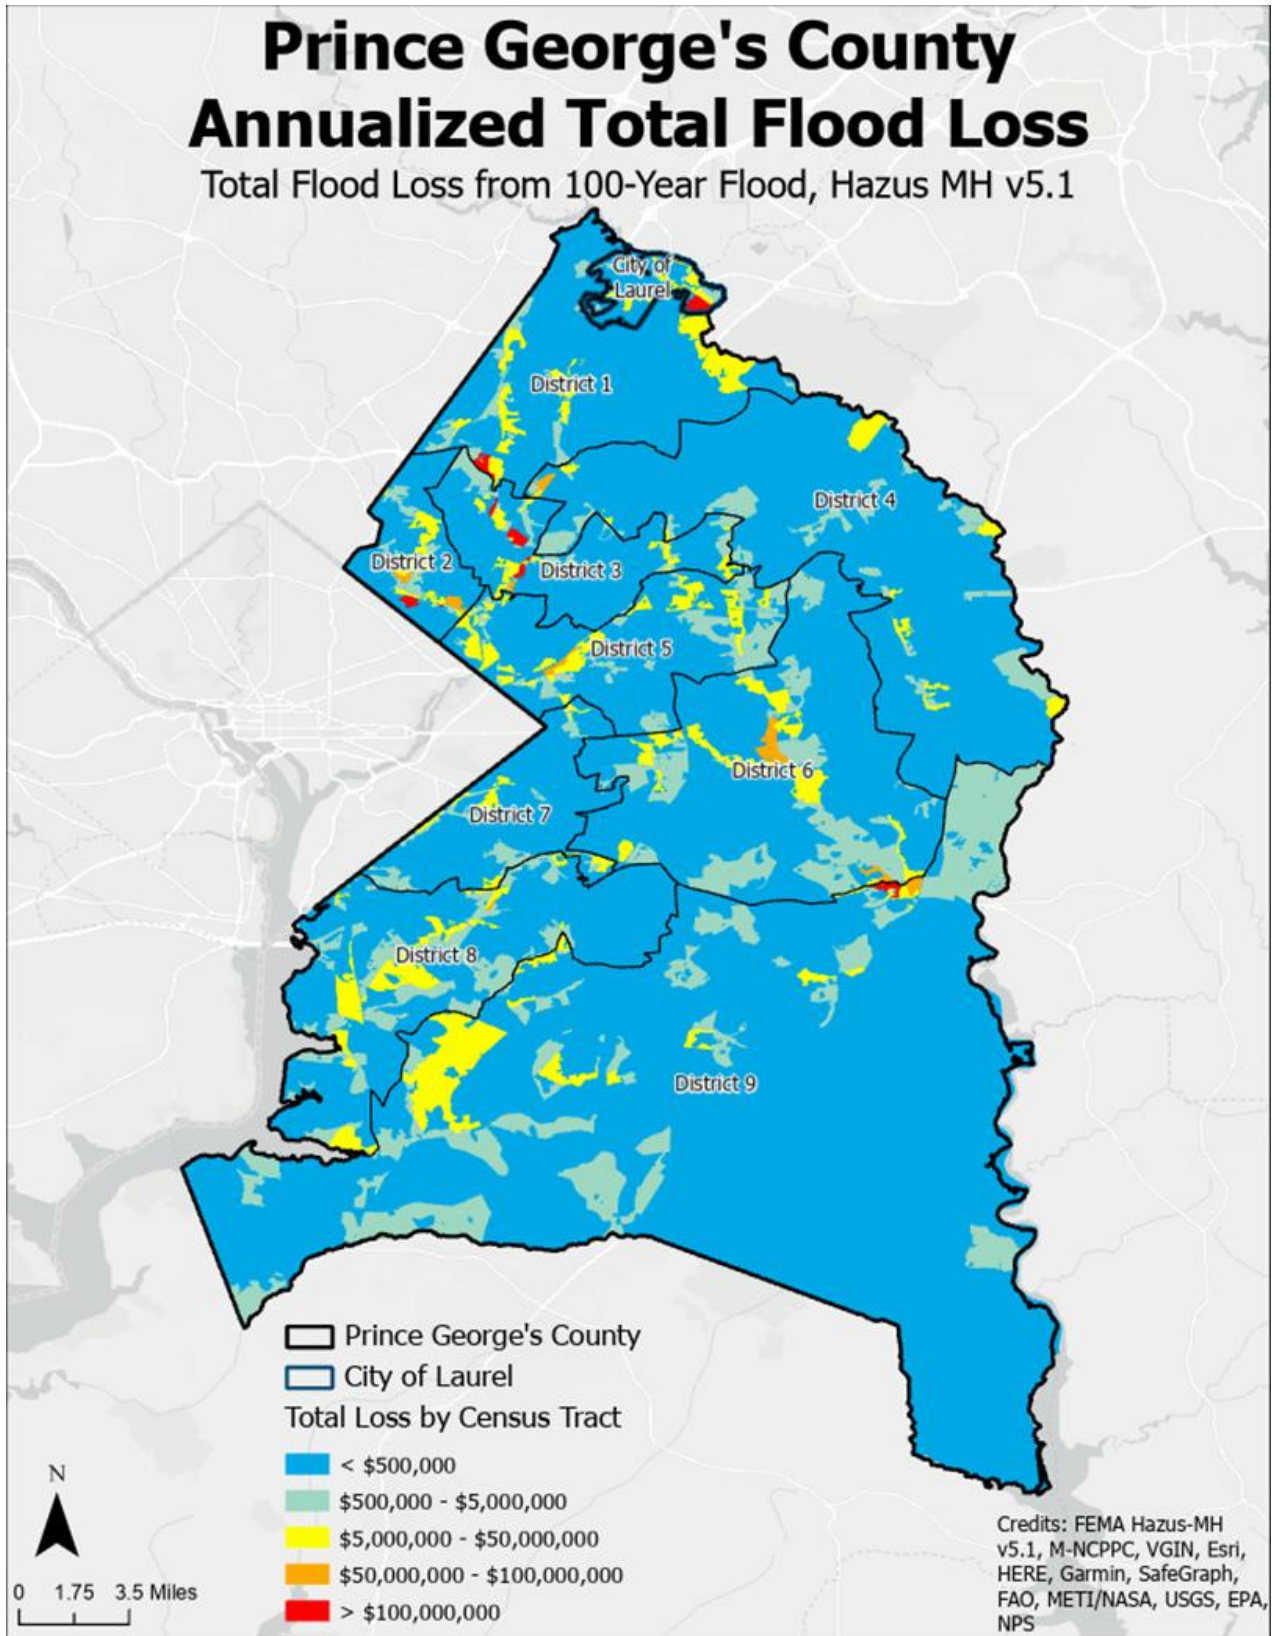 Prince George's County
Annualized Total Flood Loss
Total Flood Loss from 100-Year Flood, Hazus MH v5.1
City of
Laurel
District 1
District 4
District 2
District 3
District 5
District 6
District 7
District 8
District 9
Prince George's County
City of Laurel
Total Loss by Census Tract
< $500,000
$500,000 - $5,000,000
$5,000,000 - $50,000,000
$50,000,000 - $100,000,000
> $100,000,000
N
0 1.75 3.5 Miles
Credits: FEMA Hazus-MH
v5.1, M-NCPPC, VGIN, Esri,
HERE, Garmin, SafeGraph,
FAO, METI/NASA, USGS, EPA,
NPS